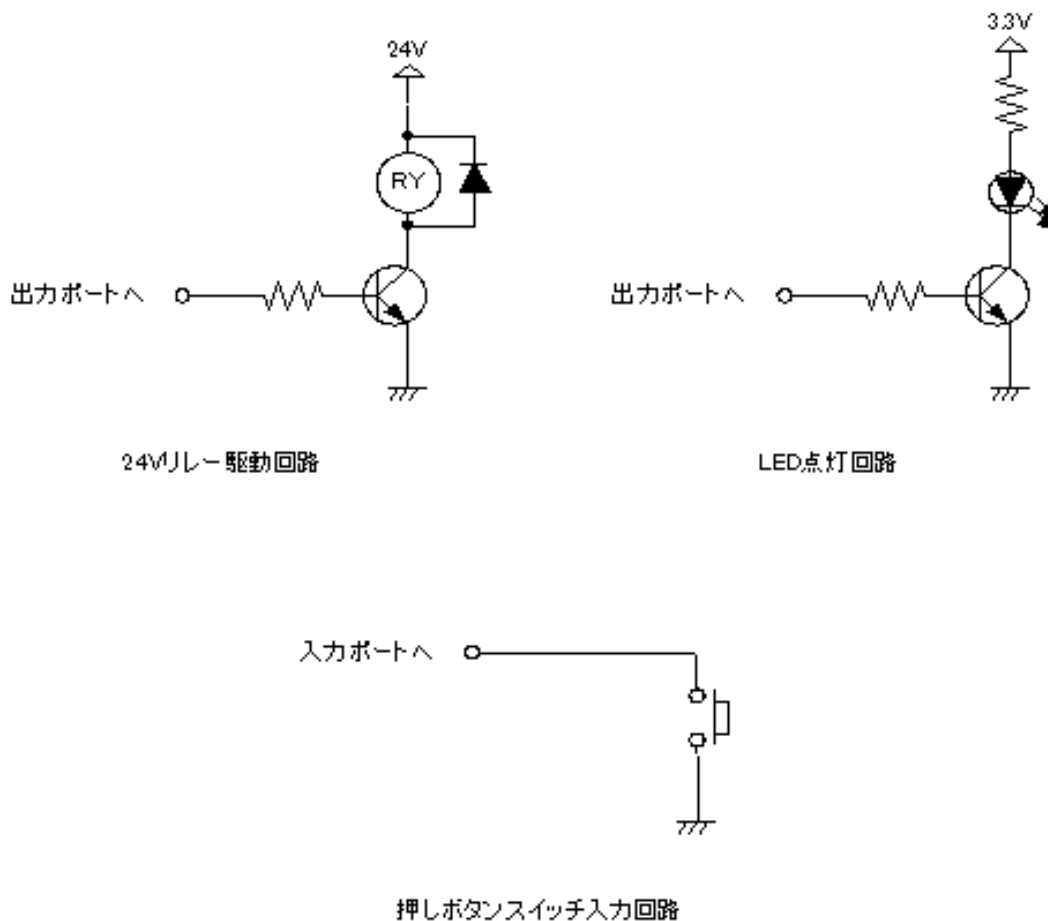 3.3V
24V
RY
出力ポートへ
出力ポートへ
24Vリレー駆動回路
LED点灯回路
入力ポートへ
押しボタンスイッチ入力回路